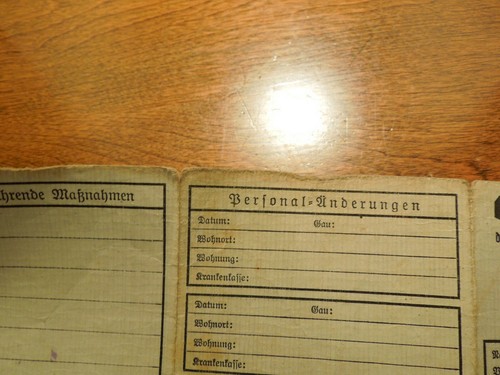 hrende Maßnahmen
Personal-Änderungen
Datum: Gau:
Wohnort:
Wohnung:
Krankenkasse:
Datum: Gau:
Wohnort:
Wohnung:
Krankenkasse: